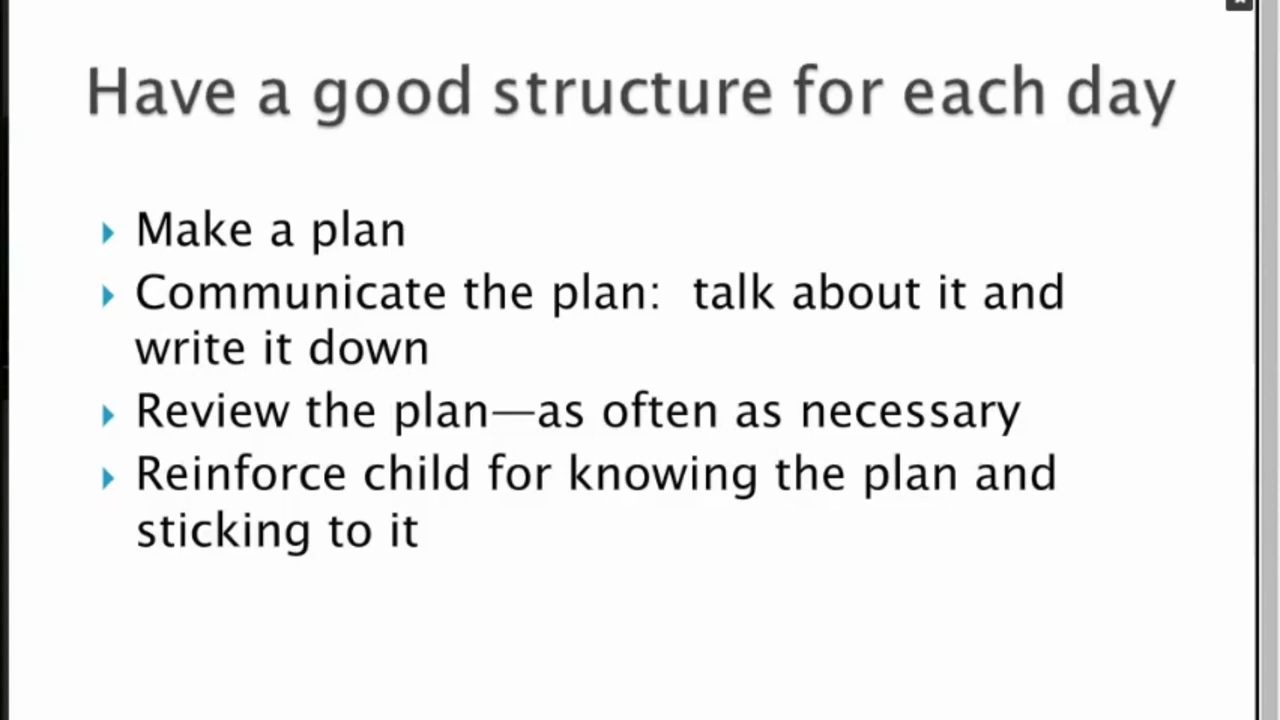 Have a good structure for each day
Make a plan
Communicate the plan:  talk about it and
write it down
Review the plan—as often as necessary
Reinforce child for knowing the plan and
sticking to it